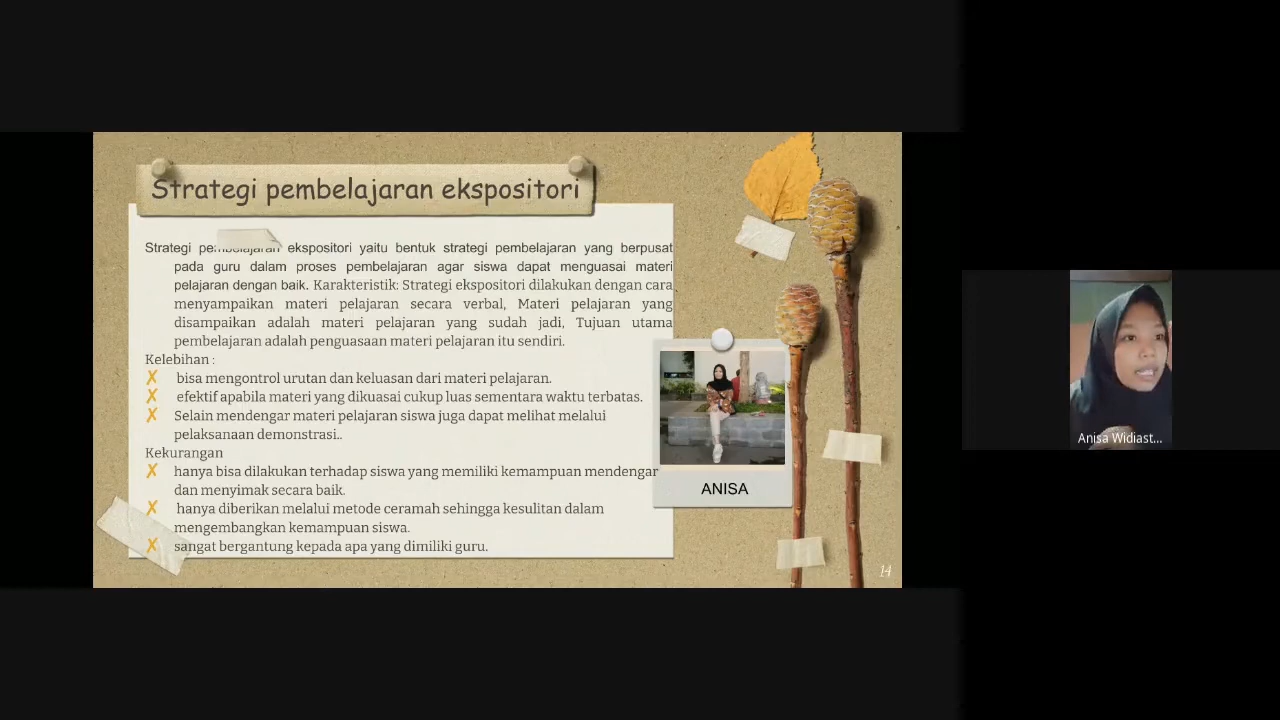 Strategi pembelajaran ekspositori
Strategi pembelajaran ekspositori yaitu bentuk strategi pembelajaran yang berpusat
pada guru dalam proses pembelajaran agar siswa dapat menguasai materi
pelajaran dengan baik. Karakteristik: Strategi ekspositori dilakukan dengan cara
menyampaikan materi pelajaran secara verbal, Materi pelajaran yang
disampaikan adalah materi pelajaran yang sudah jadi, Tujuan utama
pembelajaran adalah penguasaan materi pelajaran itu sendiri.
Kelebihan :
✗ bisa mengontrol urutan dan keluasan dari materi pelajaran.
✗ efektif apabila materi yang dikuasai cukup luas sementara waktu terbatas.
✗ Selain mendengar materi pelajaran siswa juga dapat melihat melalui
pelaksanaan demonstrasi..
Kekurangan
✗ hanya bisa dilakukan terhadap siswa yang memiliki kemampuan mendengar
dan menyimak secara baik.
✗ hanya diberikan melalui metode ceramah sehingga kesulitan dalam
mengembangkan kemampuan siswa.
✗ sangat bergantung kepada apa yang dimiliki guru.
ANISA
14
Anisa Widiast...